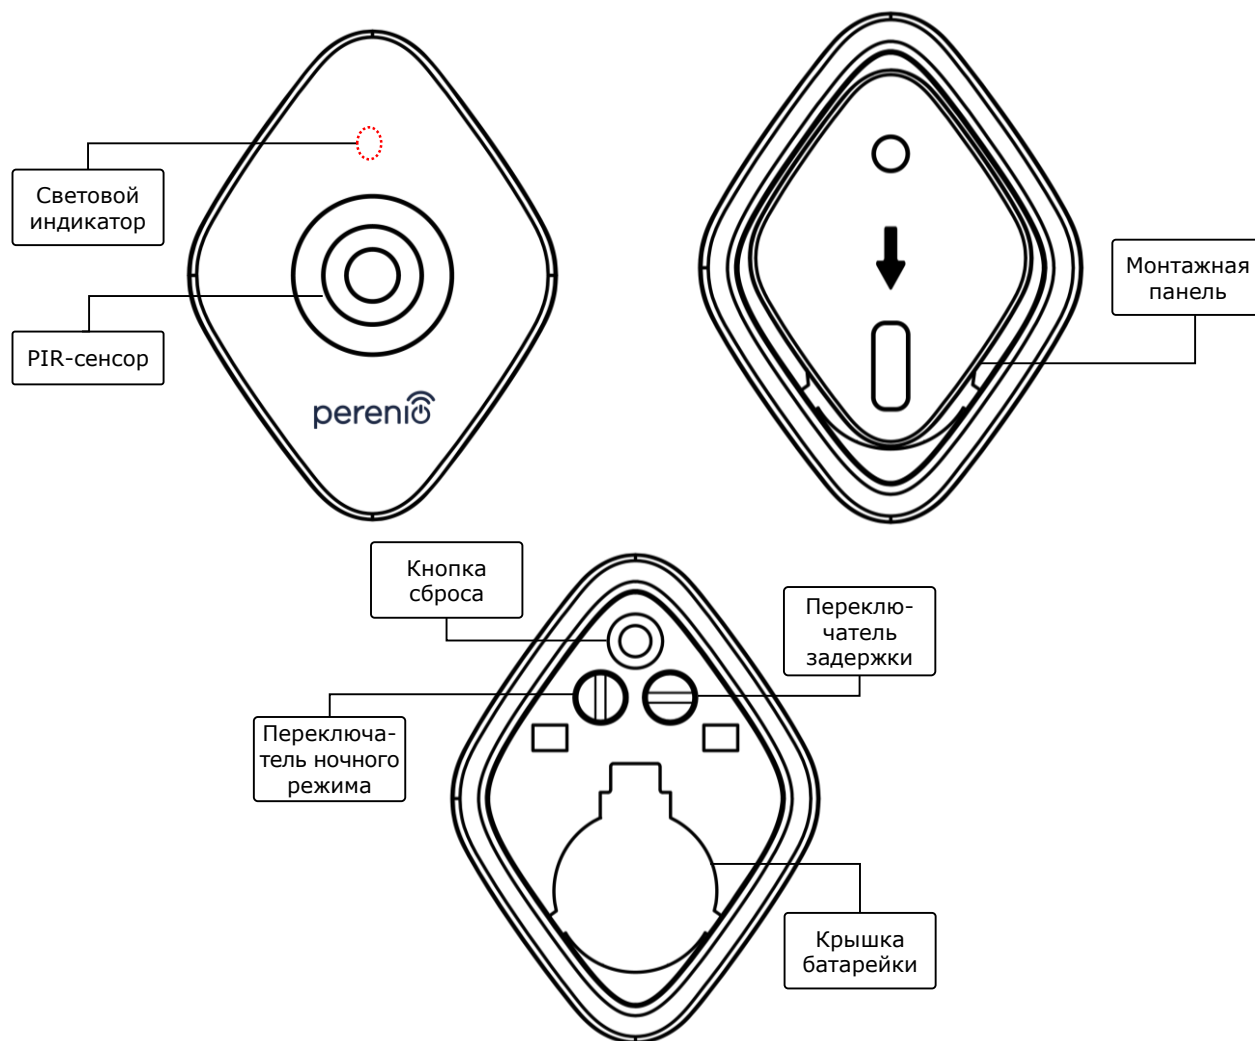 Световой
индикатор
PIR-сенсор
perenio
Монтажная
панель
Кнопка
сброса
Переклю-
чатель
задержки
Переключа-
тель ночного
режима
Крышка
батарейки